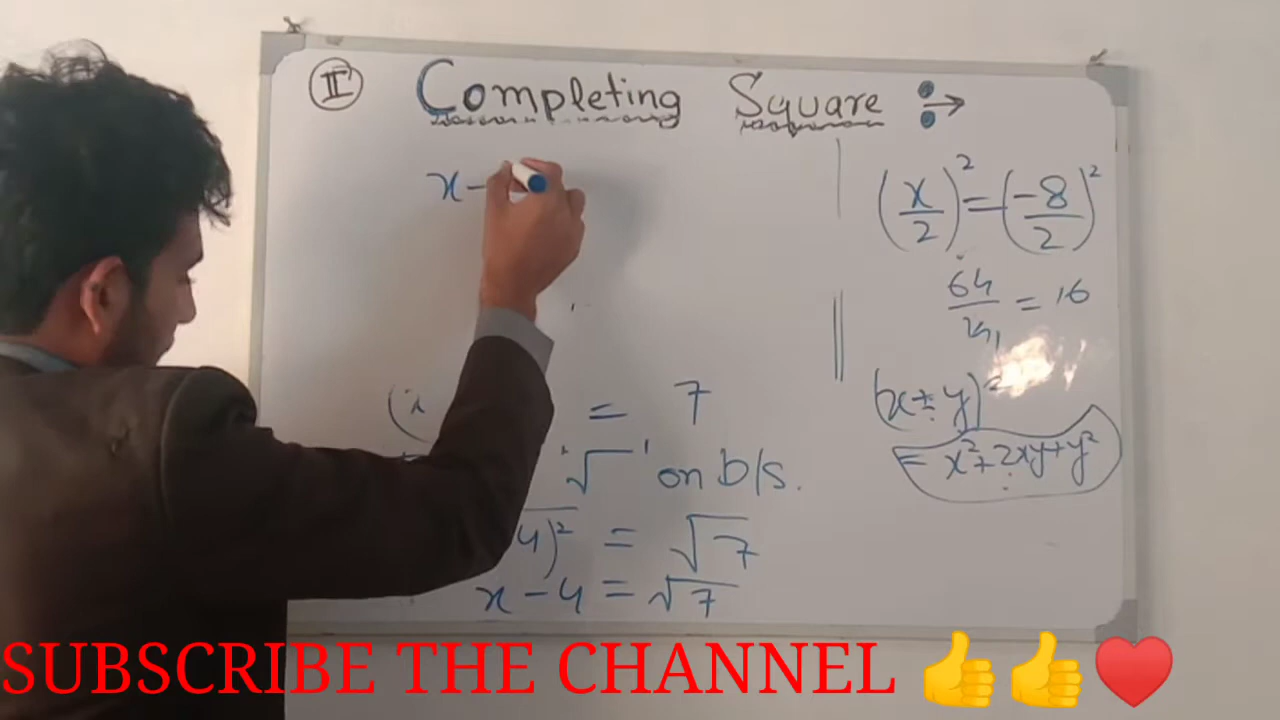 II Completing Square :→
x-
(x/2)² = (-8/2)²
64/4 = 16
(x = 7
(x ± y)²
= x² + 2xy + y²
√ on b/s.
4)² = √7
x - 4 = √7
SUBSCRIBE THE CHANNEL 👍👍❤️